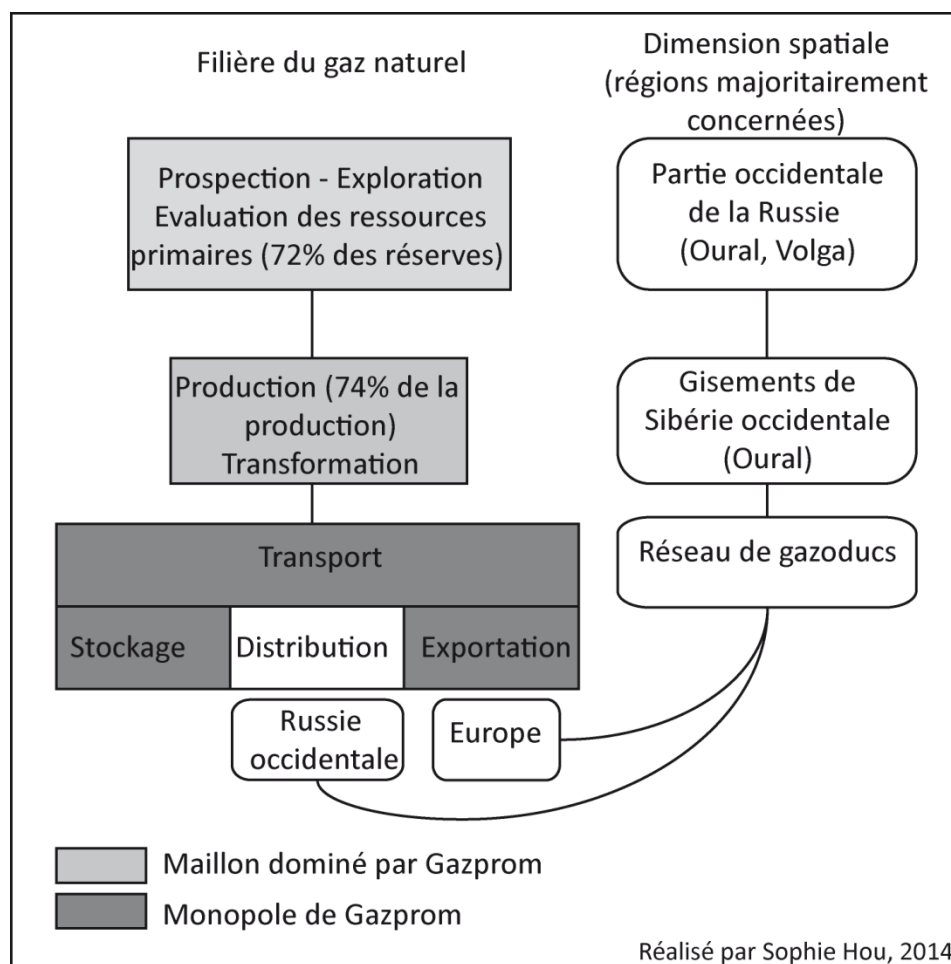 Filière du gaz naturel
Dimension spatiale
(régions majoritairement
concernées)
Prospection - Exploration
Evaluation des ressources
primaires (72% des réserves)
Partie occidentale
de la Russie
(Oural, Volga)
Production (74% de la
production)
Transformation
Gisements de
Sibérie occidentale
(Oural)
Transport
Réseau de gazoducs
Stockage
Distribution
Exportation
Russie
occidentale
Europe
Maillon dominé par Gazprom
Monopole de Gazprom
Réalisé par Sophie Hou, 2014